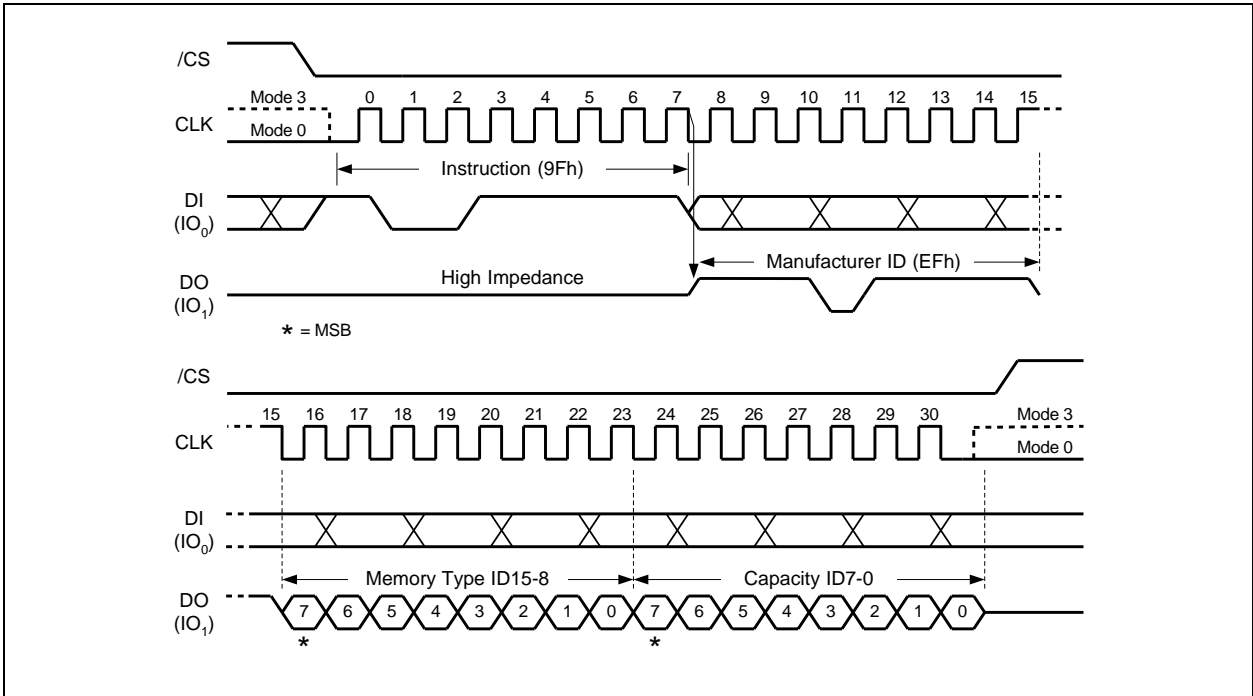 /CS
Mode 3 0 1 2 3 4 5 6 7 8 9 10 11 12 13 14 15
CLK
Mode 0
Instruction (9Fh)
DI
(IO₀)
Manufacturer ID (EFh)
High Impedance
DO
(IO₁)
* = MSB
/CS
15 16 17 18 19 20 21 22 23 24 25 26 27 28 29 30 Mode 3
CLK
Mode 0
DI
(IO₀)
Memory Type ID15-8 Capacity ID7-0
DO
(IO₁)
7 6 5 4 3 2 1 0 7 6 5 4 3 2 1 0
* *